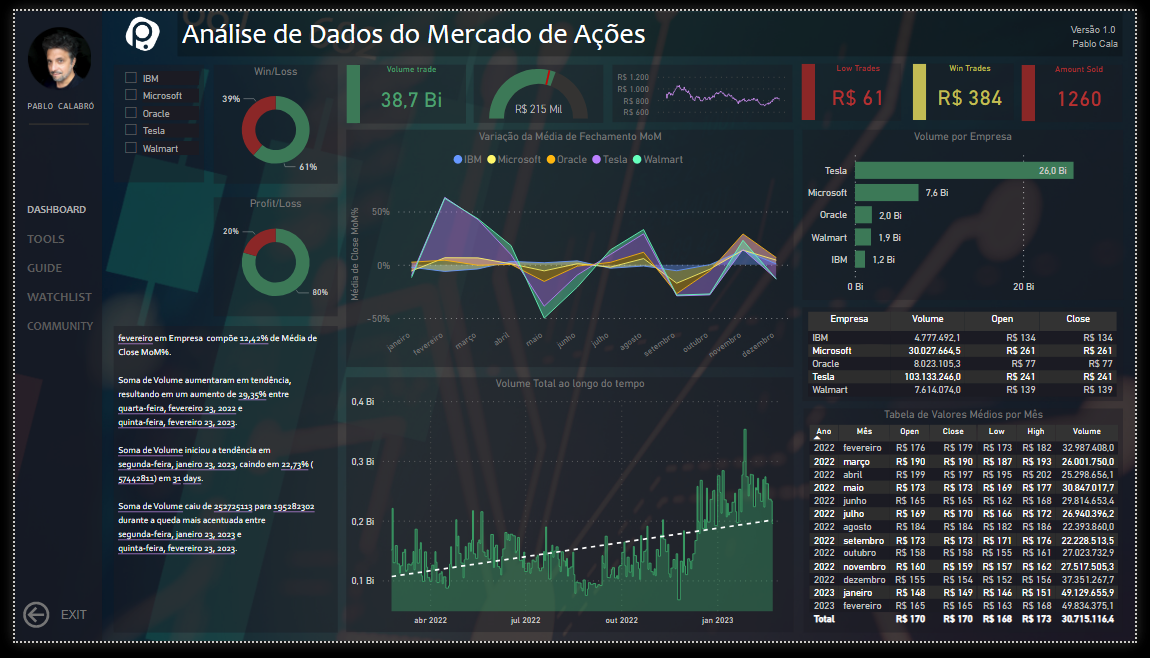 Análise de Dados do Mercado de Ações
Versão 1.0
Pablo Cala
PABLO CALABRÓ
DASHBOARD
TOOLS
GUIDE
WATCHLIST
COMMUNITY
EXIT
IBM
Microsoft
Oracle
Tesla
Walmart
Win/Loss
39%
61%
Profit/Loss
20%
80%
Volume trade
38,7 Bi
R$ 215 Mil
R$ 1.200
R$ 1.000
R$ 800
R$ 600
Low Trades
R$ 61
Win Trades
R$ 384
Amount Sold
1260
fevereiro em Empresa compõe 12,42% de Média de
Close MoM%.
Soma de Volume aumentaram em tendência,
resultando em um aumento de 29,35% entre
quarta-feira, fevereiro 23, 2022 e
quinta-feira, fevereiro 23, 2023.
Soma de Volume iniciou a tendência em
segunda-feira, janeiro 23, 2023, caindo em 22,73% (
57442811) em 31 days.
Soma de Volume caiu de 252725113 para 195282302
durante a queda mais acentuada entre
segunda-feira, janeiro 23, 2023 e
quinta-feira, fevereiro 23, 2023.
Variação da Média de Fechamento MoM
IBM Microsoft Oracle Tesla Walmart
Média de Close MoM%
50%
0%
-50%
janeiro fevereiro março abril maio junho julho agosto setembro outubro novembro dezembro
Volume Total ao longo do tempo
0,4 Bi
0,3 Bi
0,2 Bi
0,1 Bi
abr 2022 jul 2022 out 2022 jan 2023
Volume por Empresa
Tesla 26,0 Bi
Microsoft 7,6 Bi
Oracle 2,0 Bi
Walmart 1,9 Bi
IBM 1,2 Bi
0 Bi 20 Bi
Empresa Volume Open Close
IBM 4.777.492,1 R$ 134 R$ 134
Microsoft 30.027.664,5 R$ 261 R$ 261
Oracle 8.023.105,3 R$ 77 R$ 77
Tesla 103.133.246,0 R$ 241 R$ 241
Walmart 7.614.074,0 R$ 139 R$ 139
Tabela de Valores Médios por Mês
Ano Mês Open Close Low High Volume
2022 fevereiro R$ 176 R$ 179 R$ 173 R$ 182 32.987.408,0
2022 março R$ 190 R$ 190 R$ 187 R$ 193 26.001.750,0
2022 abril R$ 199 R$ 197 R$ 195 R$ 202 25.298.656,1
2022 maio R$ 173 R$ 173 R$ 169 R$ 177 30.847.017,7
2022 junho R$ 165 R$ 165 R$ 162 R$ 168 29.814.653,4
2022 julho R$ 169 R$ 170 R$ 166 R$ 172 26.940.396,2
2022 agosto R$ 184 R$ 184 R$ 182 R$ 186 22.393.860,0
2022 setembro R$ 173 R$ 173 R$ 171 R$ 176 22.228.513,5
2022 outubro R$ 158 R$ 158 R$ 155 R$ 161 27.023.732,9
2022 novembro R$ 160 R$ 159 R$ 157 R$ 162 27.517.505,3
2022 dezembro R$ 155 R$ 154 R$ 152 R$ 156 37.351.267,7
2023 janeiro R$ 148 R$ 149 R$ 146 R$ 151 49.129.655,9
2023 fevereiro R$ 165 R$ 165 R$ 163 R$ 168 49.834.375,1
Total R$ 170 R$ 170 R$ 168 R$ 173 30.715.116,4